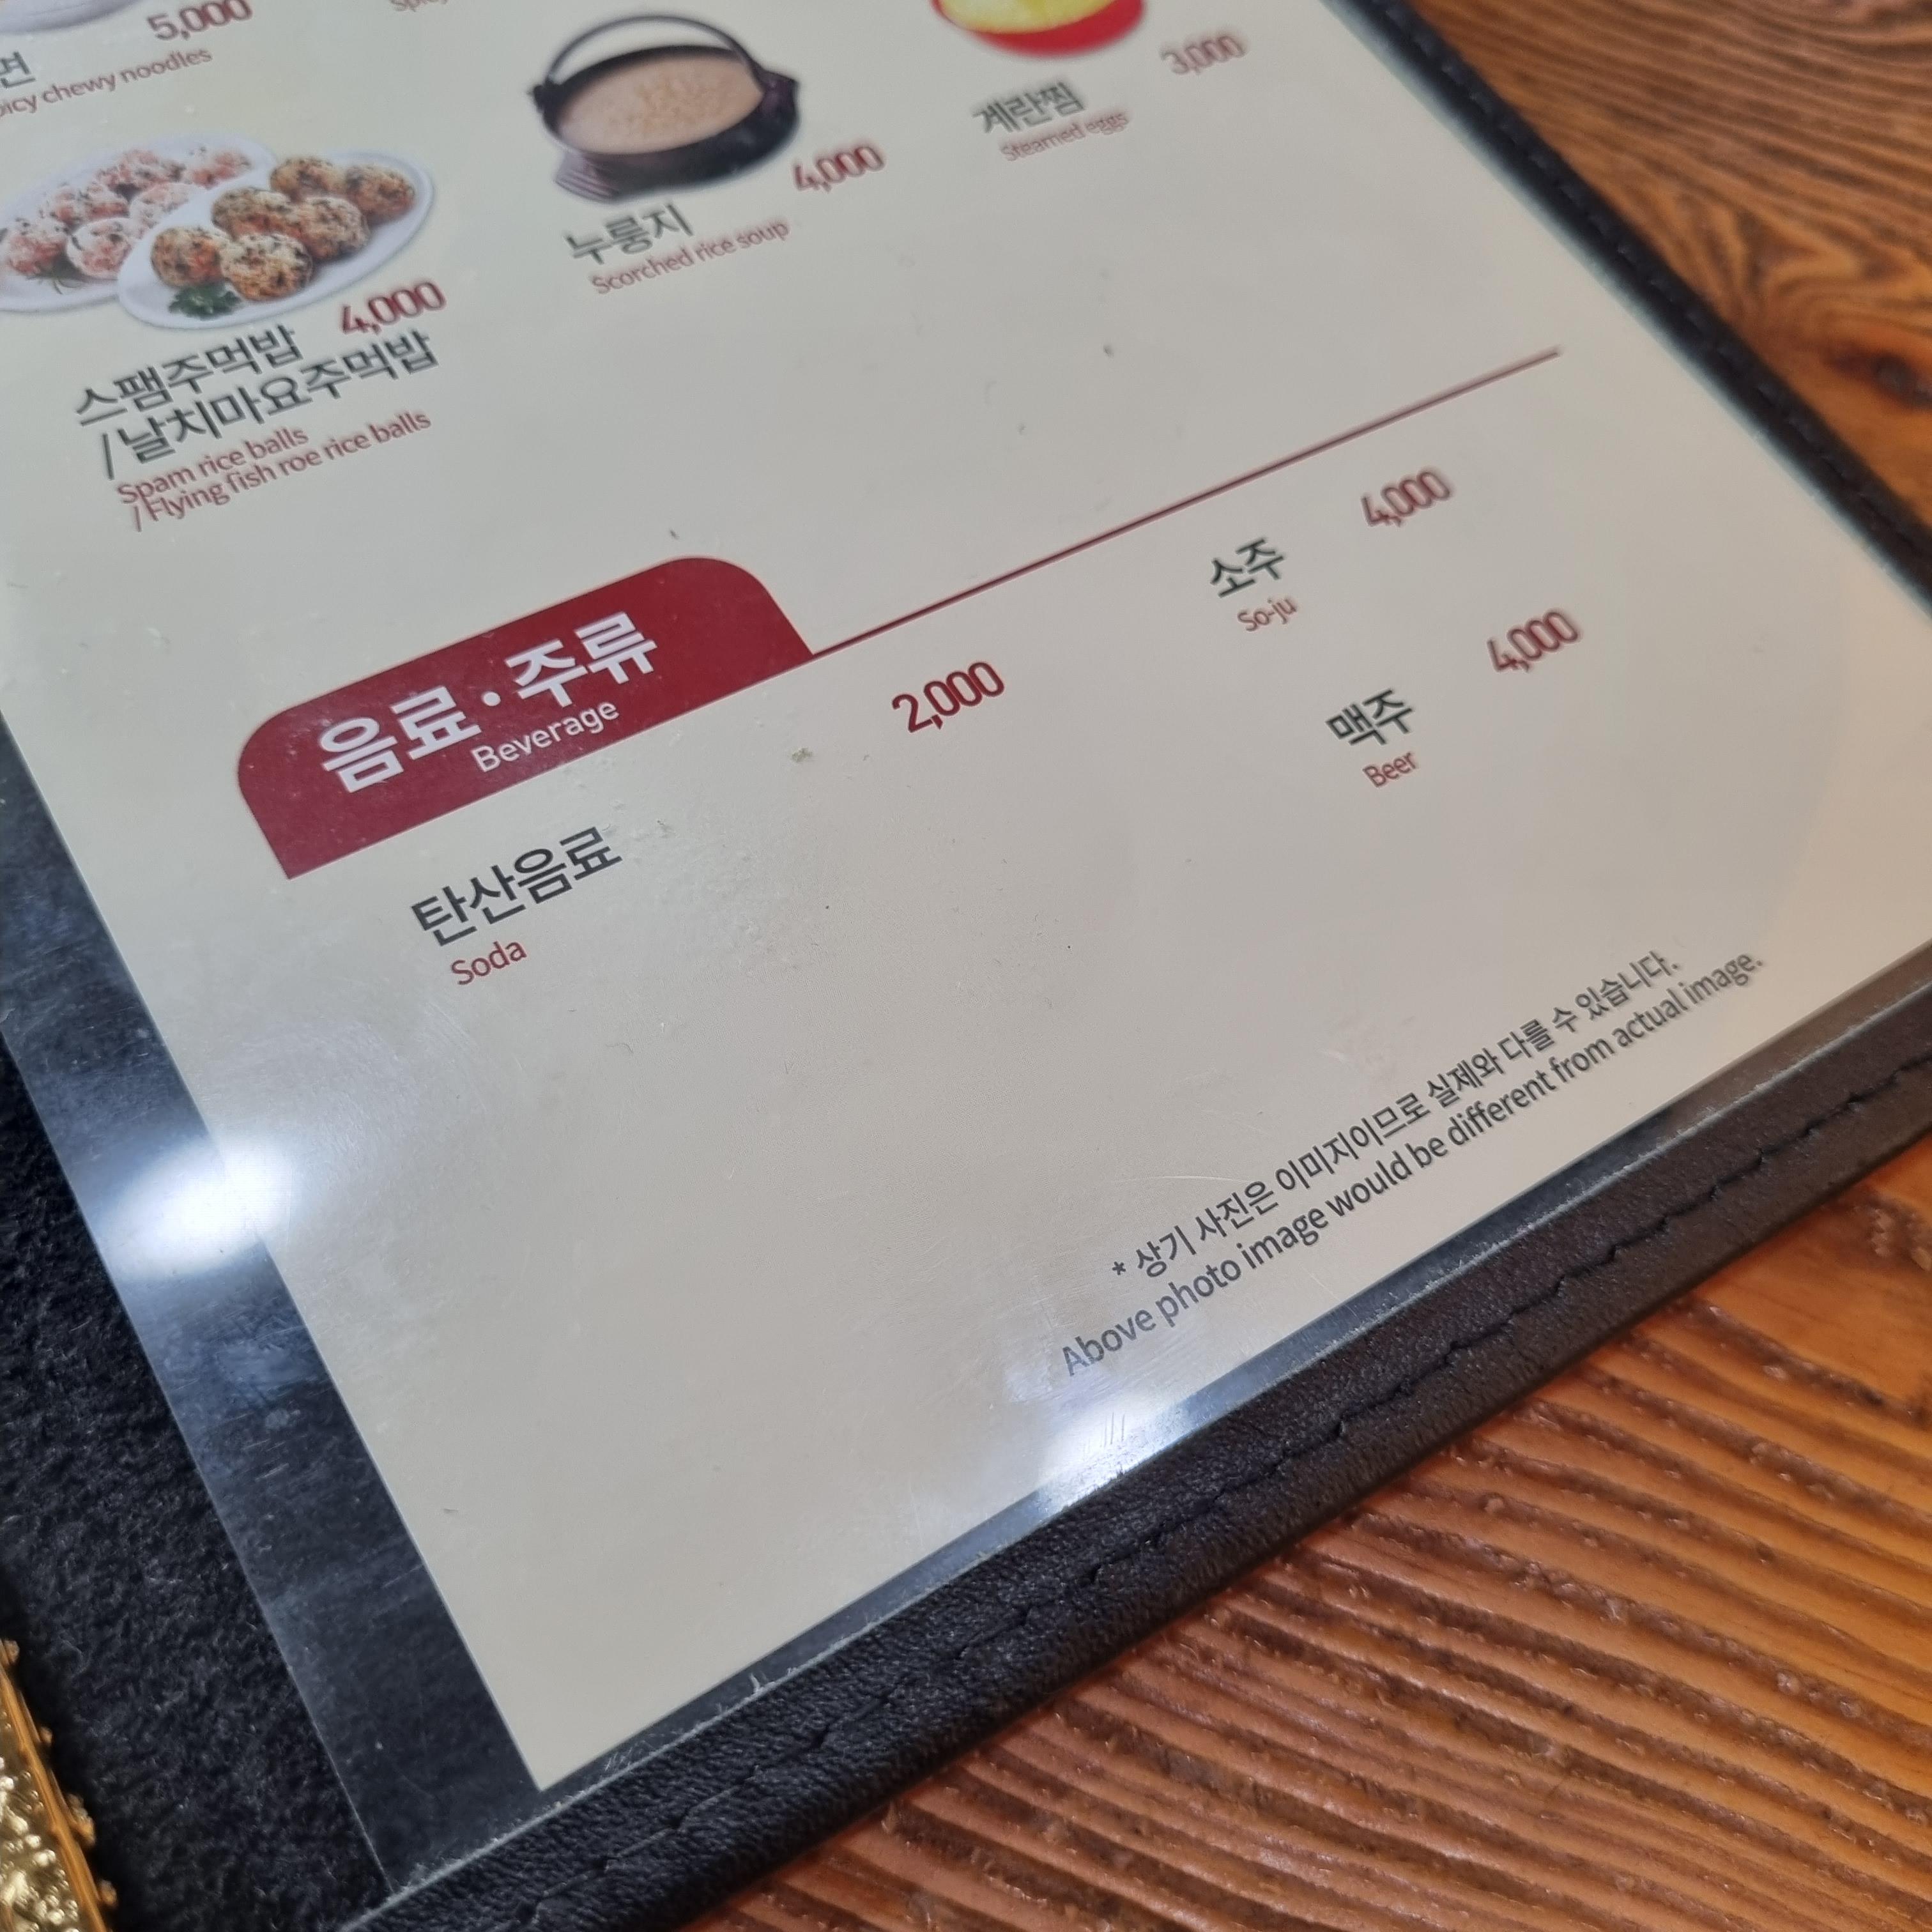 5,000
면
icy chewy noodles
4,000
스팸주먹밥
/날치마요주먹밥
Spam rice balls
/Flying fish roe rice balls
4,000
누룽지
Scorched rice soup
3,000
계란찜
Steamed eggs
음료·주류
Beverage
탄산음료 2,000
Soda
소주 4,000
So-ju
맥주 4,000
Beer
* 상기 사진은 이미지이므로 실제와 다를 수 있습니다.
Above photo image would be different from actual image.